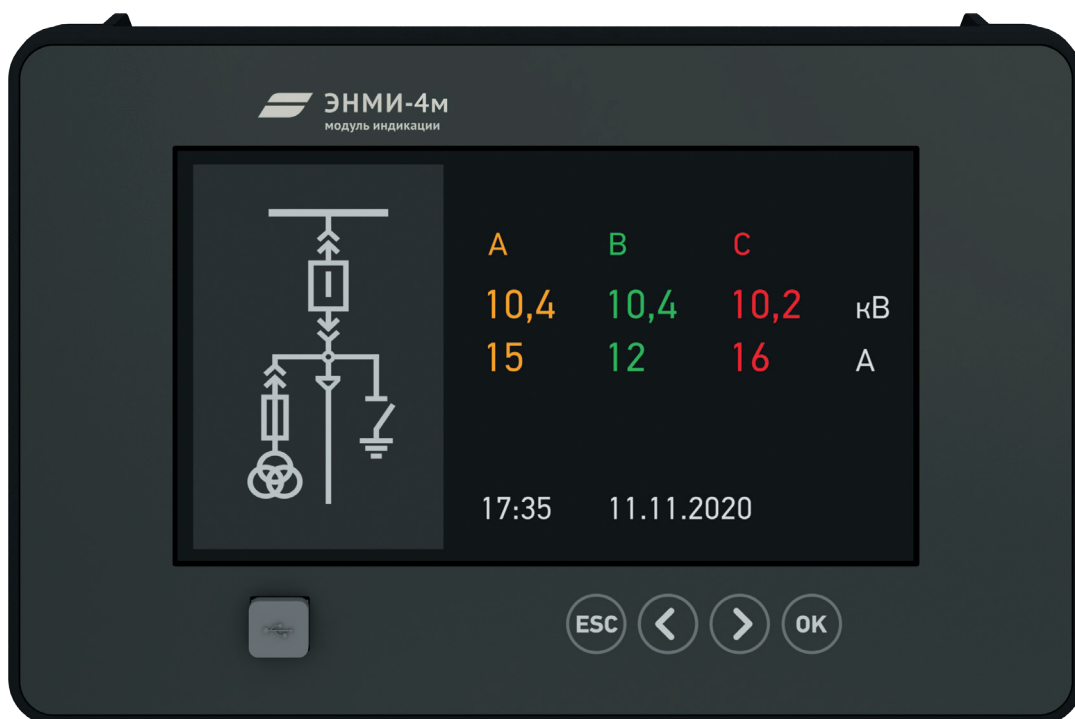 ЭНМИ-4м
модуль индикации
A B C
10,4 10,4 10,2 кВ
15 12 16 А
17:35 11.11.2020
ESC < > OK